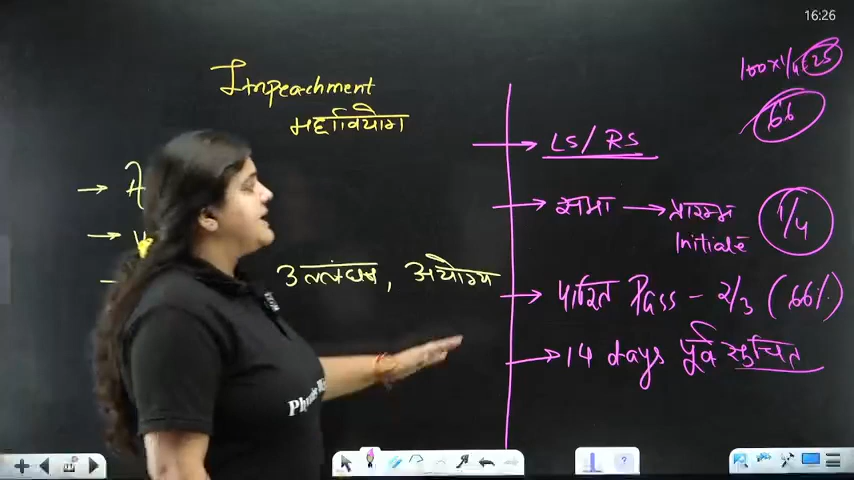 16:26
Impeachment
महाभियोग
100 x 1/4 = 25
66
→ LS / RS
→ सभा → प्रारम्भ 1/4
Initiate
उल्लंघन, अयोग्य
→ पारित Pass - 2/3 (66%)
→ 14 days पूर्व सूचित